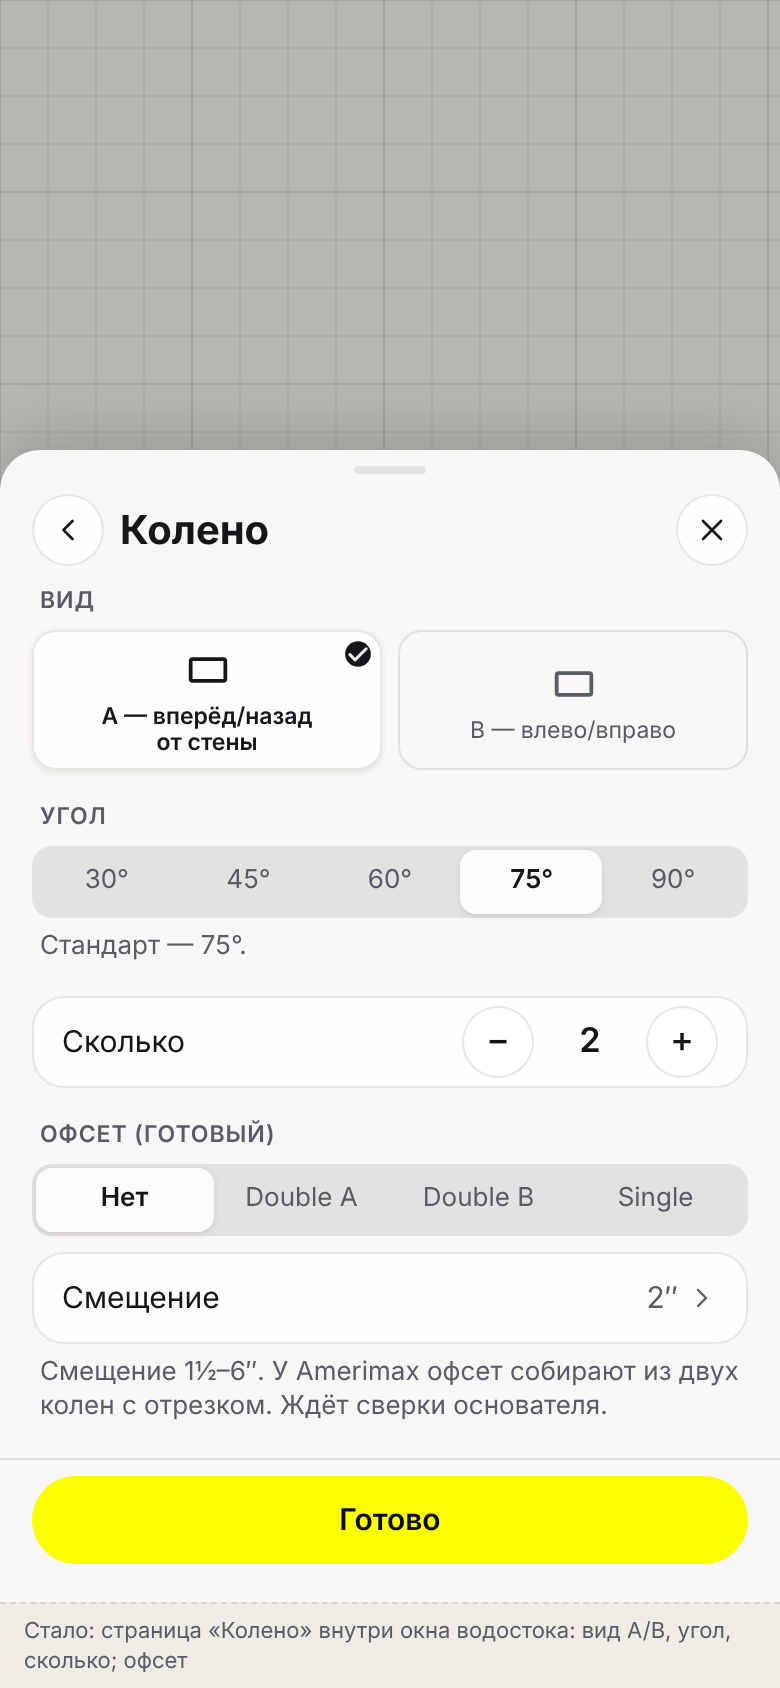 Колено
ВИД
А — вперёд/назад
от стены
В — влево/вправо
УГОЛ
30° 45° 60° 75° 90°
Стандарт — 75°.
Сколько − 2 +
ОФСЕТ (ГОТОВЫЙ)
Нет Double A Double B Single
Смещение 2″
Смещение 1½–6″. У Amerimax офсет собирают из двух
колен с отрезком. Ждёт сверки основателя.
Готово
Стало: страница «Колено» внутри окна водостока: вид A/B, угол,
сколько; офсет